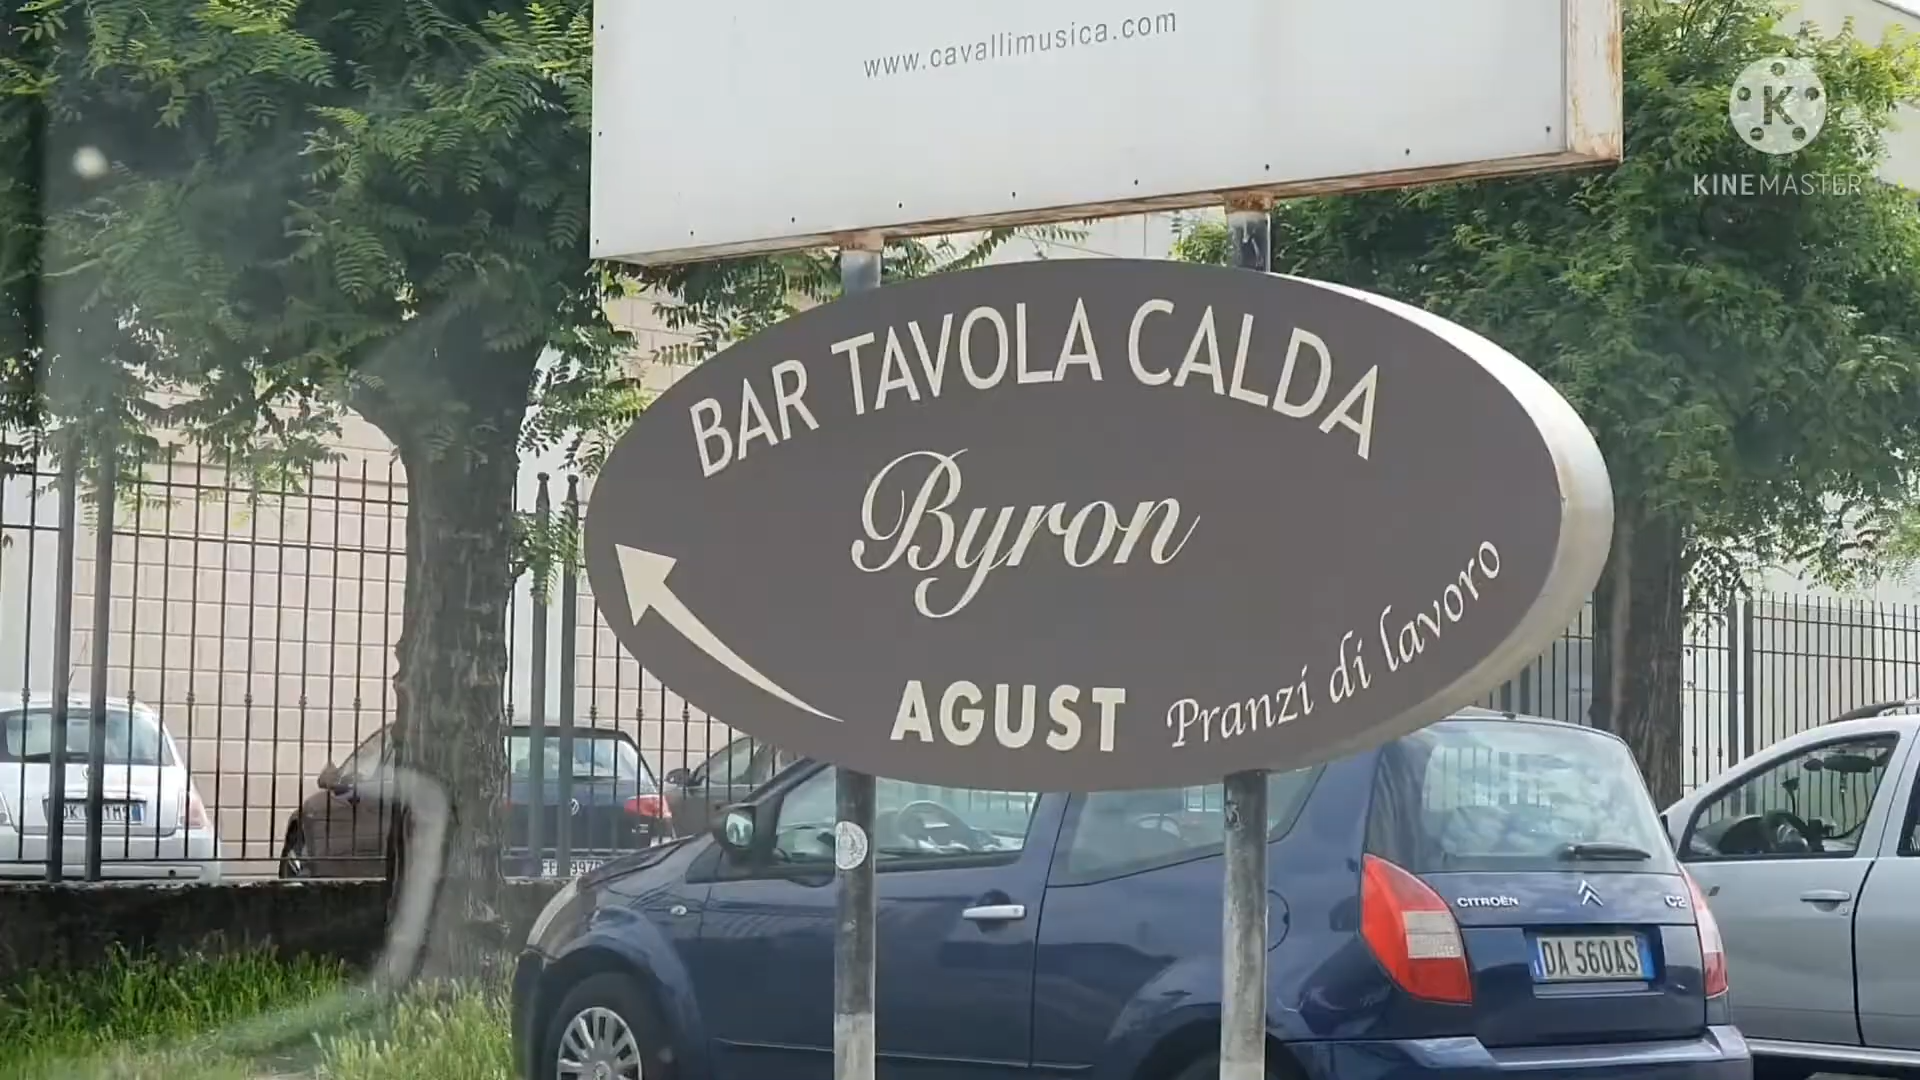 www.cavallimusica.com
KINEMASTER
BAR TAVOLA CALDA
Byron
AGUST Pranzi di lavoro
CITROËN C2
DA 560AS